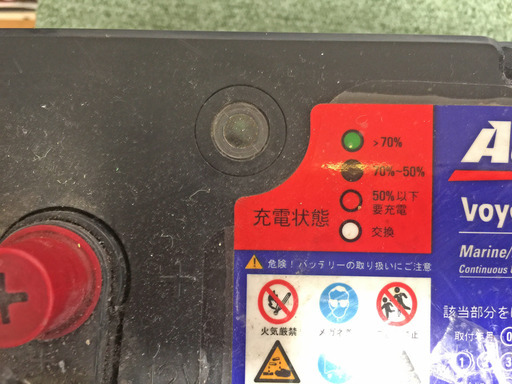 >70%
70%~50%
50%以下
要充電
充電状態
交換
Voy
Marine/
Continuous
危険！バッテリーの取り扱いにご注意
火気厳禁
該当部分を
取付年月